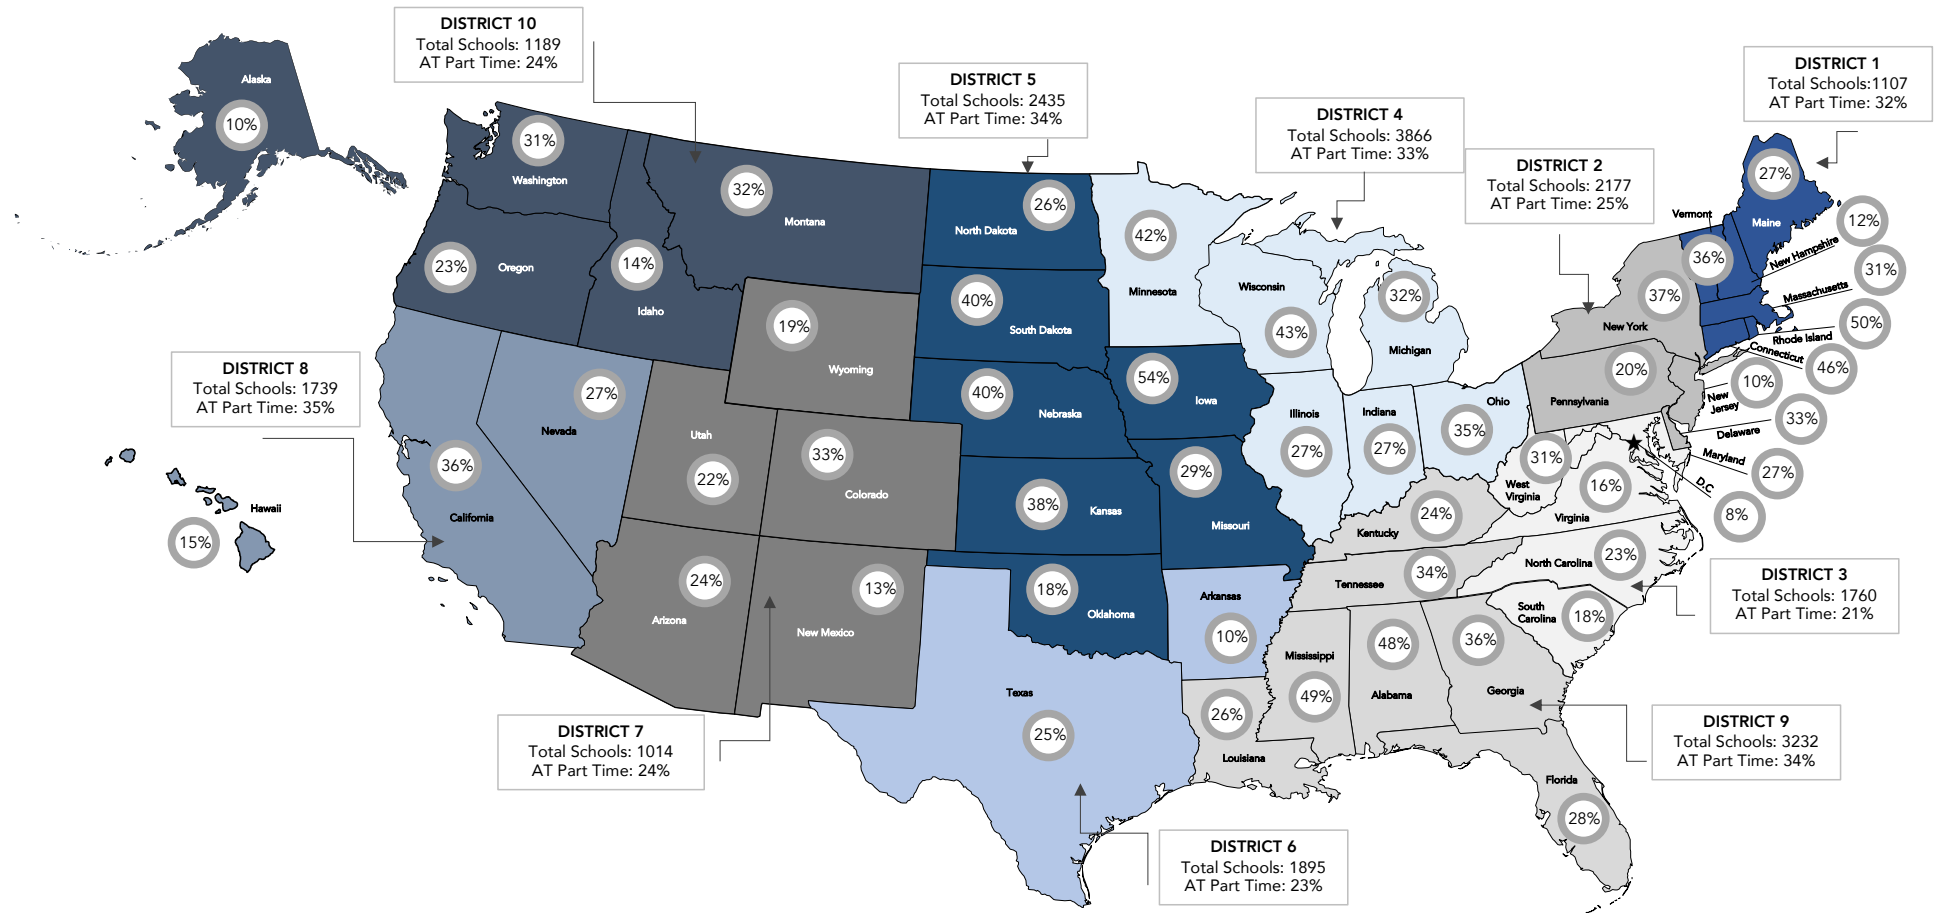 DISTRICT 10
Total Schools: 1189
AT Part Time: 24%
DISTRICT 5
Total Schools: 2435
AT Part Time: 34%
DISTRICT 4
Total Schools: 3866
AT Part Time: 33%
DISTRICT 1
Total Schools:1107
AT Part Time: 32%
DISTRICT 2
Total Schools: 2177
AT Part Time: 25%
DISTRICT 8
Total Schools: 1739
AT Part Time: 35%
DISTRICT 3
Total Schools: 1760
AT Part Time: 21%
DISTRICT 7
Total Schools: 1014
AT Part Time: 24%
DISTRICT 9
Total Schools: 3232
AT Part Time: 34%
DISTRICT 6
Total Schools: 1895
AT Part Time: 23%
Alaska
10%
31%
Washington
32%
Montana
23%
Oregon
14%
Idaho
19%
Wyoming
27%
Nevada
36%
California
Hawaii
15%
Utah
22%
33%
Colorado
24%
Arizona
13%
New Mexico
26%
North Dakota
40%
South Dakota
40%
Nebraska
54%
Iowa
38%
Kansas
29%
Missouri
18%
Oklahoma
42%
Minnesota
Wisconsin
43%
32%
Michigan
Illinois
27%
Indiana
27%
Ohio
35%
Arkansas
10%
Texas
25%
26%
Louisiana
Mississippi
49%
48%
Alabama
36%
Georgia
Florida
28%
Kentucky
24%
Tennessee
34%
31%
West
Virginia
16%
Virginia
North Carolina
23%
South
Carolina
18%
27%
Maine
Vermont
36%
12%
New Hampshire
31%
Massachusetts
50%
Rhode Island
46%
Connecticut
37%
New York
20%
Pennsylvania
10%
New
Jersey
33%
Delaware
27%
Maryland
8%
D.C